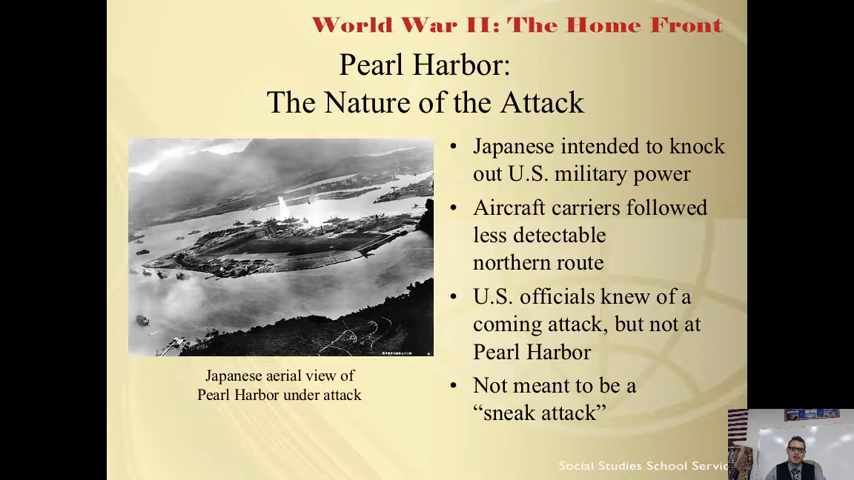 World War II: The Home Front
Pearl Harbor:
The Nature of the Attack
• Japanese intended to knock
out U.S. military power
• Aircraft carriers followed
less detectable
northern route
• U.S. officials knew of a
coming attack, but not at
Pearl Harbor
• Not meant to be a
“sneak attack”
Japanese aerial view of
Pearl Harbor under attack
Social Studies School Servic